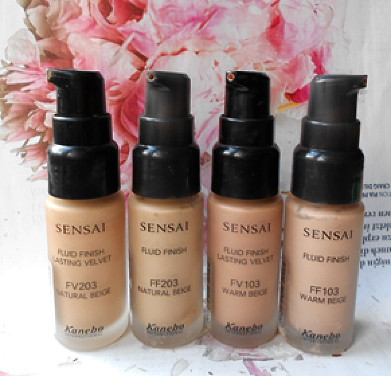 SENSAI
FLUID FINISH
LASTING VELVET
FV203
NATURAL BEIGE
Kanebo
SENSAI
FLUID FINISH
FF203
NATURAL BEIGE
Kanebo
SENSAI
FLUID FINISH
LASTING VELVET
FV103
WARM BEIGE
Kanebo
SENSAI
FLUID FINISH
FF103
WARM BEIGE
Kanebo